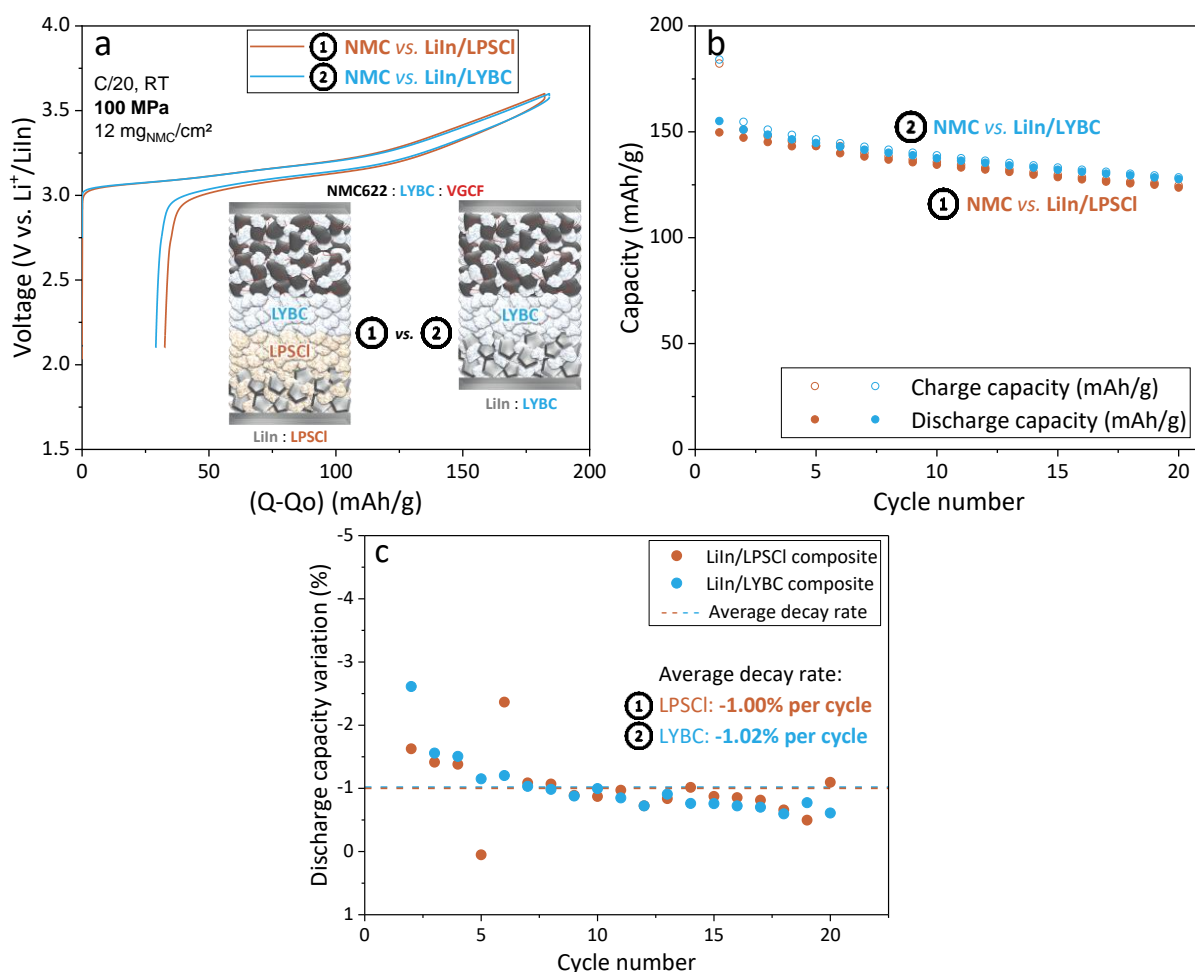 a
① NMC vs. LiIn/LPSCl
② NMC vs. LiIn/LYBC
C/20, RT
100 MPa
12 mgNMC/cm²
NMC622 : LYBC : VGCF
LYBC
LPSCl
① vs. ②
LYBC
LiIn : LPSCl
LiIn : LYBC
4.0
3.5
3.0
2.5
2.0
1.5
Voltage (V vs. Li⁺/LiIn)
0
50
100
150
200
(Q-Qo) (mAh/g)
b
② NMC vs. LiIn/LYBC
① NMC vs. LiIn/LPSCl
Charge capacity (mAh/g)
Discharge capacity (mAh/g)
200
150
100
50
0
Capacity (mAh/g)
0
5
10
15
20
Cycle number
c
LiIn/LPSCl composite
LiIn/LYBC composite
Average decay rate
Average decay rate:
① LPSCl: -1.00% per cycle
② LYBC: -1.02% per cycle
-5
-4
-3
-2
-1
0
1
Discharge capacity variation (%)
0
5
10
15
20
Cycle number